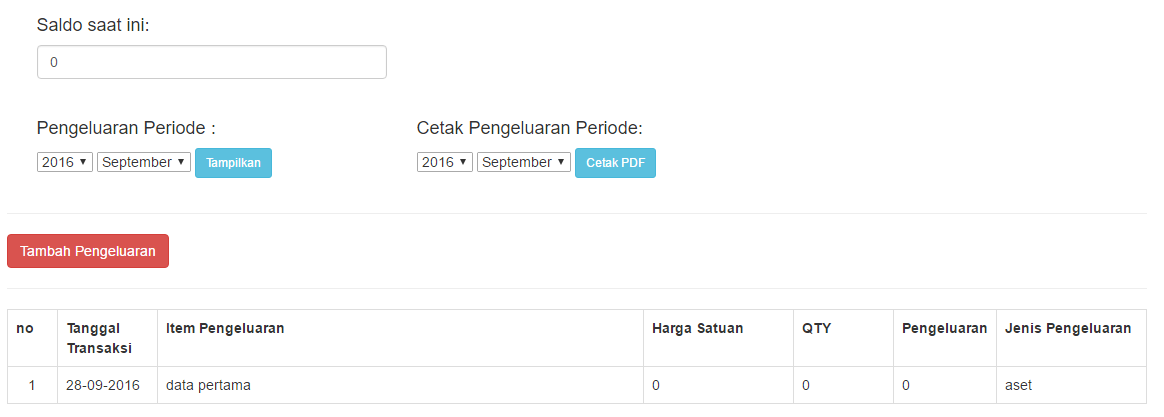 Saldo saat ini:
0
Pengeluaran Periode :
Cetak Pengeluaran Periode:
2016 September Tampilkan
2016 September Cetak PDF
Tambah Pengeluaran
no Tanggal Transaksi Item Pengeluaran Harga Satuan QTY Pengeluaran Jenis Pengeluaran
1 28-09-2016 data pertama 0 0 0 aset